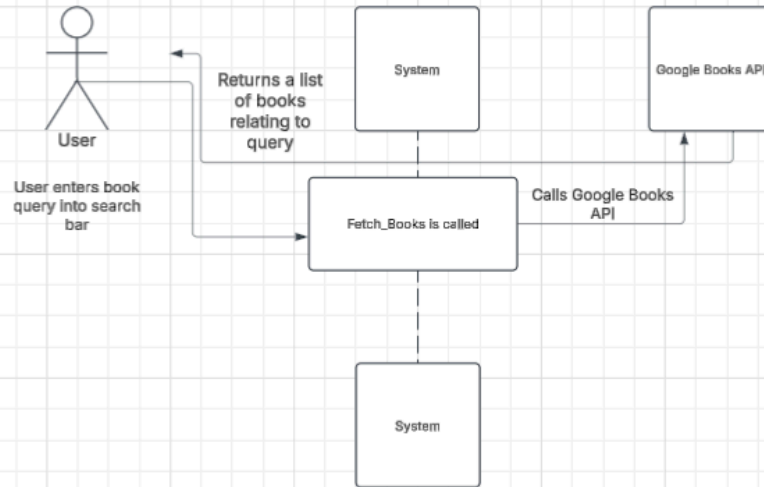 System
Google Books API
Returns a list
of books
relating to
query
User
User enters book
query into search
bar
Calls Google Books
API
Fetch_Books is called
System